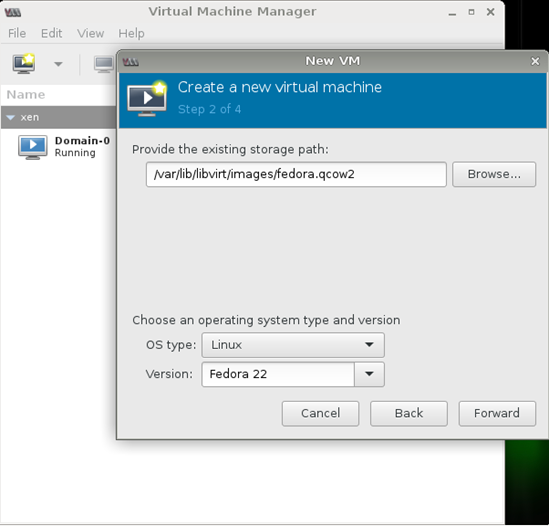 Virtual Machine Manager
File Edit View Help
Name
xen
Domain-0
Running
New VM
Create a new virtual machine
Step 2 of 4
Provide the existing storage path:
/var/lib/libvirt/images/fedora.qcow2 Browse...
Choose an operating system type and version
OS type: Linux
Version: Fedora 22
Cancel Back Forward